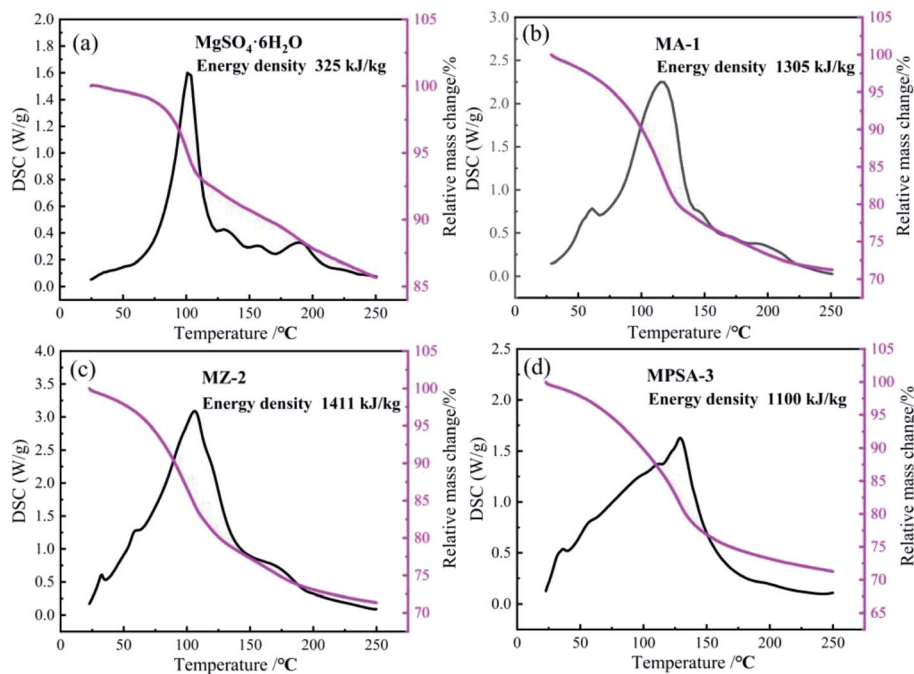 (a)
MgSO₄·6H₂O
Energy density 325 kJ/kg
DSC (W/g)
2.0
1.8
1.6
1.4
1.2
1.0
0.8
0.6
0.4
0.2
0.0
Relative mass change/%
105
100
95
90
85
0 50 100 150 200 250
Temperature /°C
(b)
MA-1
Energy density 1305 kJ/kg
DSC (W/g)
3.0
2.5
2.0
1.5
1.0
0.5
0.0
Relative mass change/%
105
100
95
90
85
80
75
70
0 50 100 150 200 250
Temperature /°C
(c)
MZ-2
Energy density 1411 kJ/kg
DSC (W/g)
4.0
3.5
3.0
2.5
2.0
1.5
1.0
0.5
0.0
Relative mass change/%
105
100
95
90
85
80
75
70
0 50 100 150 200 250
Temperature /°C
(d)
MPSA-3
Energy density 1100 kJ/kg
DSC (W/g)
2.5
2.0
1.5
1.0
0.5
0.0
Relative mass change/%
105
100
95
90
85
80
75
70
65
0 50 100 150 200 250
Temperature /°C